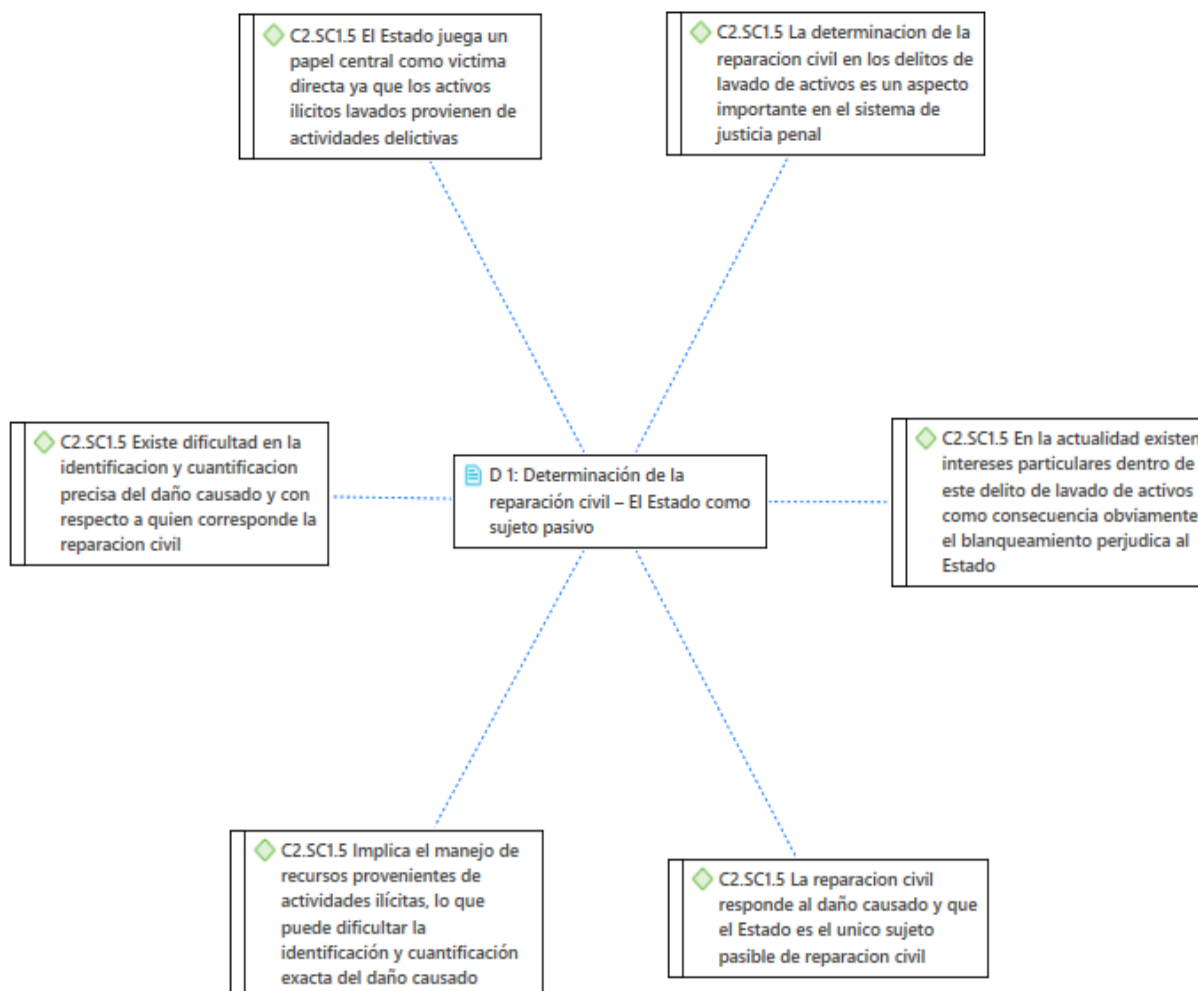 C2.SC1.5 El Estado juega un
papel central como victima
directa ya que los activos
ilicitos lavados provienen de
actividades delictivas
C2.SC1.5 La determinacion de la
reparacion civil en los delitos de
lavado de activos es un aspecto
importante en el sistema de
justicia penal
C2.SC1.5 Existe dificultad en la
identificacion y cuantificacion
precisa del daño causado y con
respecto a quien corresponde la
reparacion civil
D 1: Determinación de la
reparación civil – El Estado como
sujeto pasivo
C2.SC1.5 En la actualidad existen
intereses particulares dentro de
este delito de lavado de activos
como consecuencia obviamente
el blanqueamiento perjudica al
Estado
C2.SC1.5 Implica el manejo de
recursos provenientes de
actividades ilícitas, lo que
puede dificultar la
identificación y cuantificación
exacta del daño causado
C2.SC1.5 La reparacion civil
responde al daño causado y que
el Estado es el unico sujeto
pasible de reparacion civil